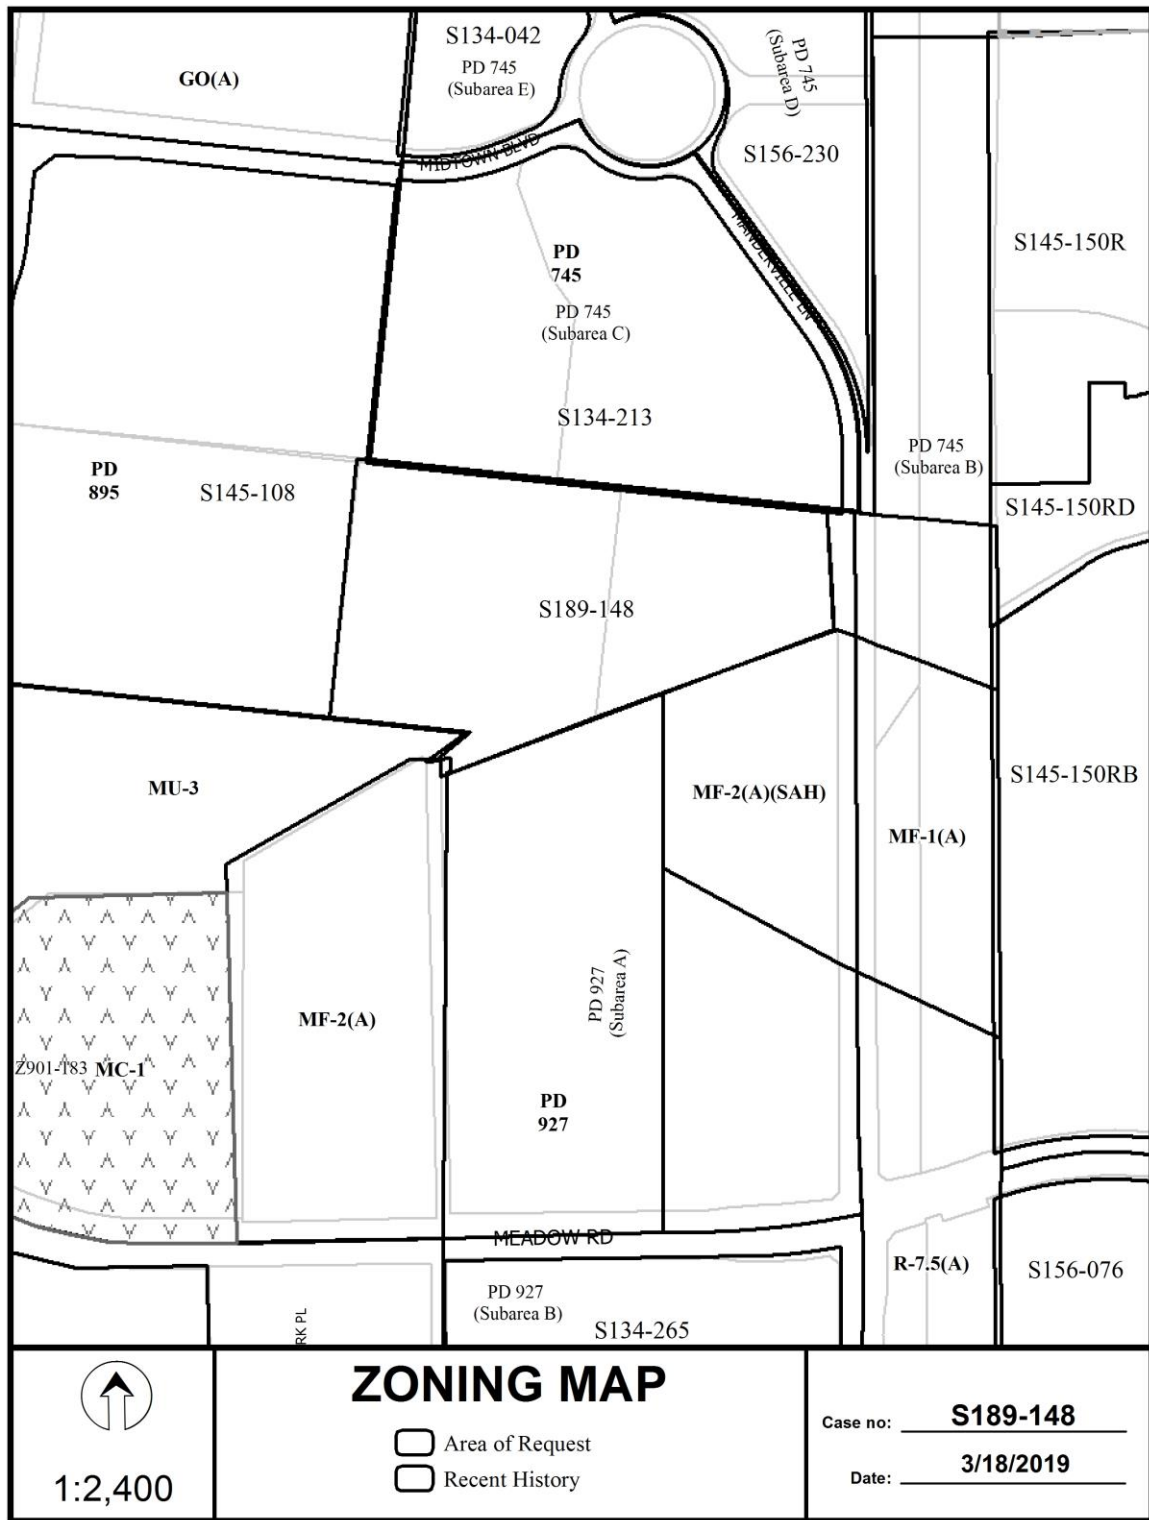 S134-042
PD 745
(Subarea E)
GO(A)
PD 745
(Subarea D)
MIDTOWN BLVD
S156-230
MANDERVILLE LN
S145-150R
PD
745
PD 745
(Subarea C)
S134-213
PD 745
(Subarea B)
PD
895
S145-108
S145-150RD
S189-148
MU-3
MF-2(A)(SAH)
S145-150RB
MF-1(A)
PD 927
(Subarea A)
MF-2(A)
Z901-183 MC-1
PD
927
MEADOW RD
PD 927
(Subarea B)
R-7.5(A)
S156-076
RK PL
S134-265
1:2,400
ZONING MAP
Area of Request
Recent History
Case no: S189-148
Date: 3/18/2019